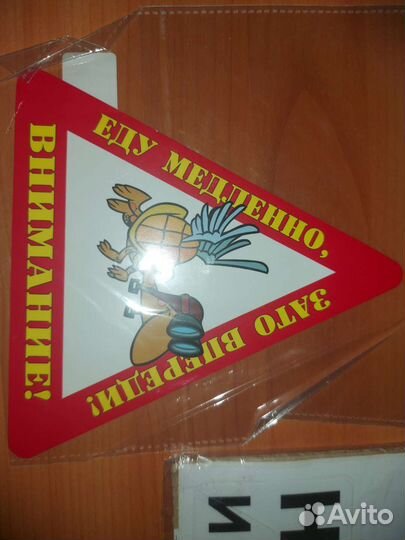 ЕДУ МЕДЛЕННО,
ЗАТО ВПЕРЕДИ!
ВНИМАНИЕ!
Н
И
Avito